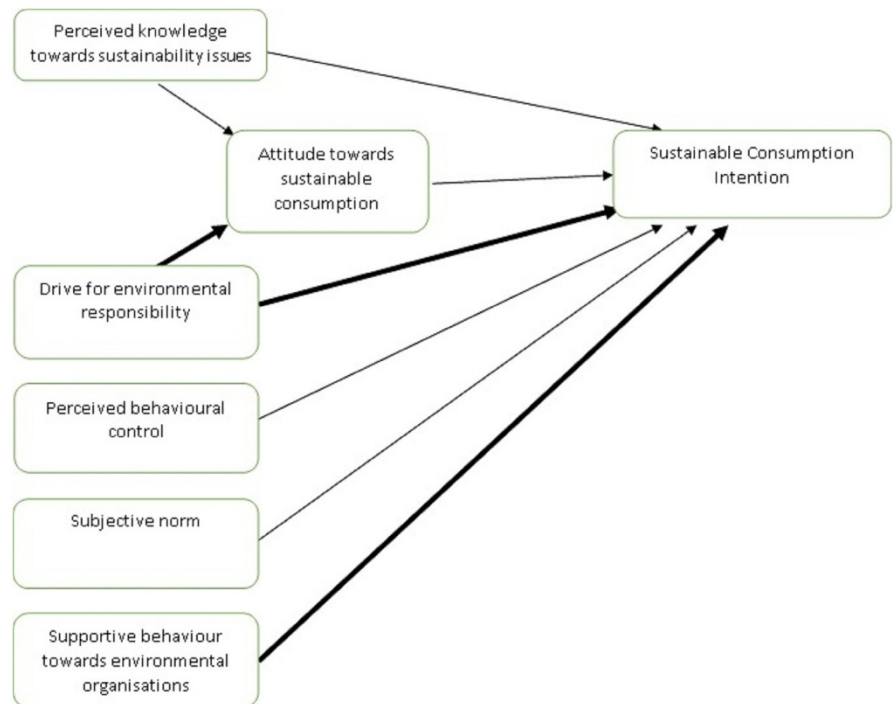 Perceived knowledge
towards sustainability issues
Attitude towards
sustainable
consumption
Sustainable Consumption
Intention
Drive for environmental
responsibility
Perceived behavioural
control
Subjective norm
Supportive behaviour
towards environmental
organisations